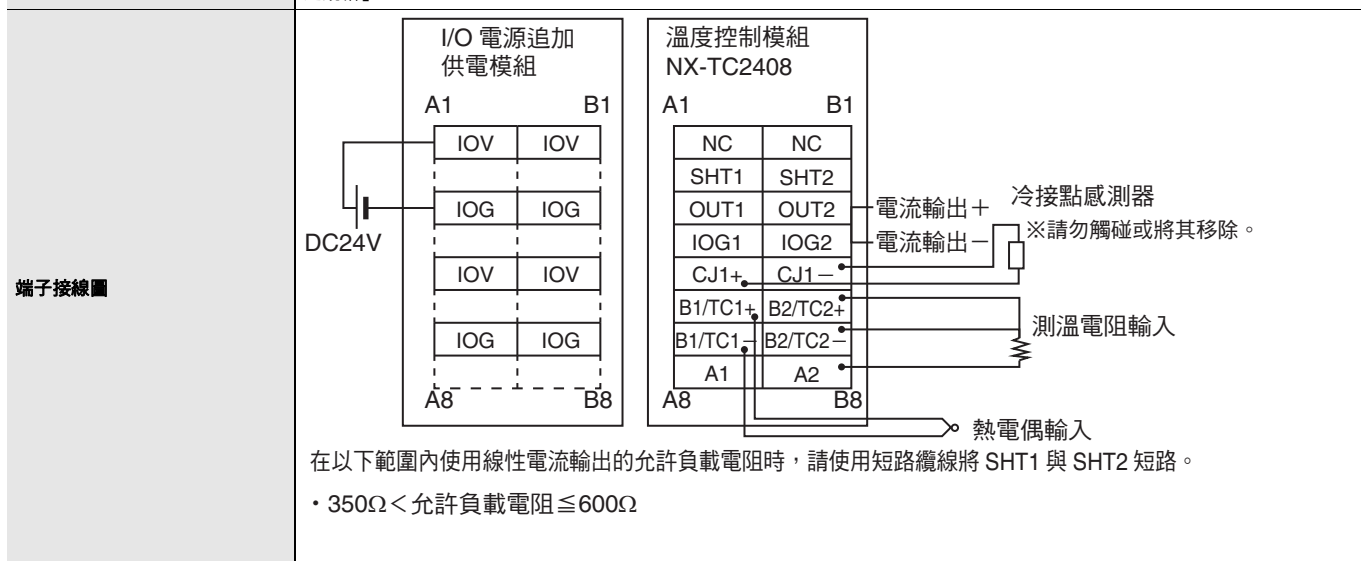 端子接線圖
I/O 電源追加
供電模組
A1 B1
IOV IOV
IOG IOG
IOV IOV
IOG IOG
A8 B8
DC24V
溫度控制模組
NX-TC2408
A1 B1
NC NC
SHT1 SHT2
OUT1 OUT2
IOG1 IOG2
CJ1+ CJ1－
B1/TC1+ B2/TC2+
B1/TC1－ B2/TC2－
A1 A2
A8 B8
電流輸出＋
電流輸出－
冷接點感測器
※請勿觸碰或將其移除。
測溫電阻輸入
熱電偶輸入
在以下範圍內使用線性電流輸出的允許負載電阻時，請使用短路纜線將 SHT1 與 SHT2 短路。
・350Ω＜允許負載電阻≦600Ω